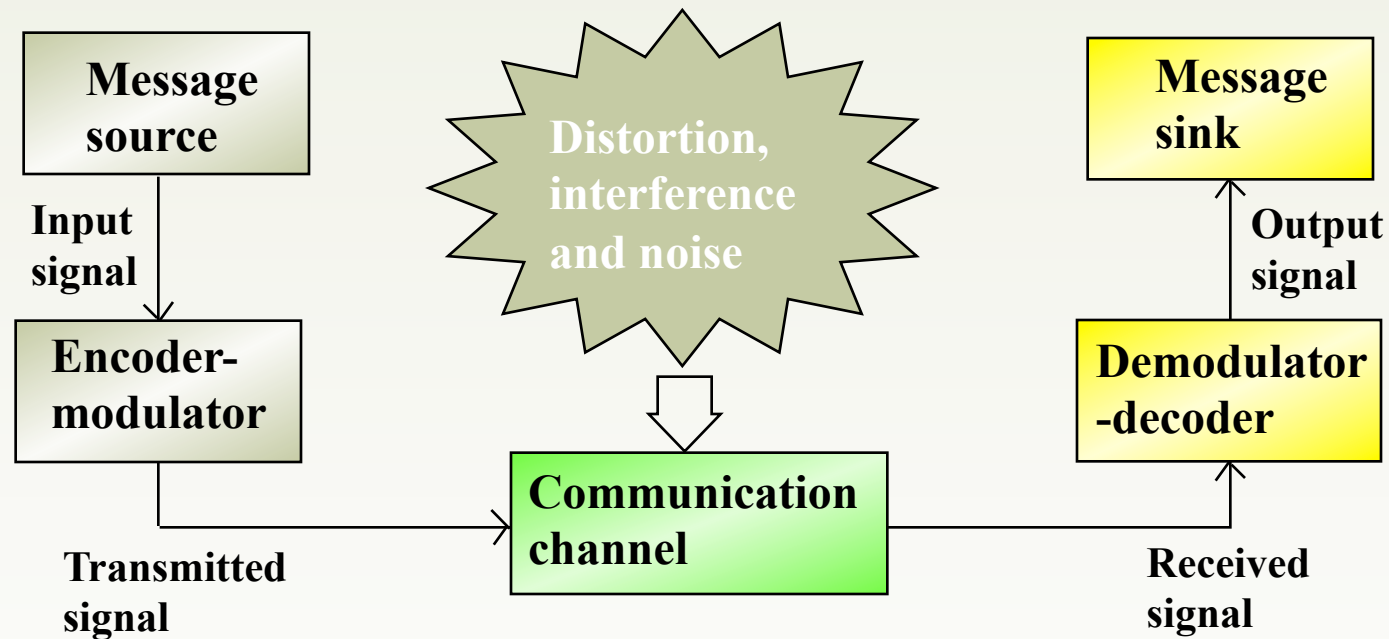 Message
source
Input
signal
Encoder-
modulator
Transmitted
signal
Distortion,
interference
and noise
Communication
channel
Message
sink
Output
signal
Demodulator
-decoder
Received
signal